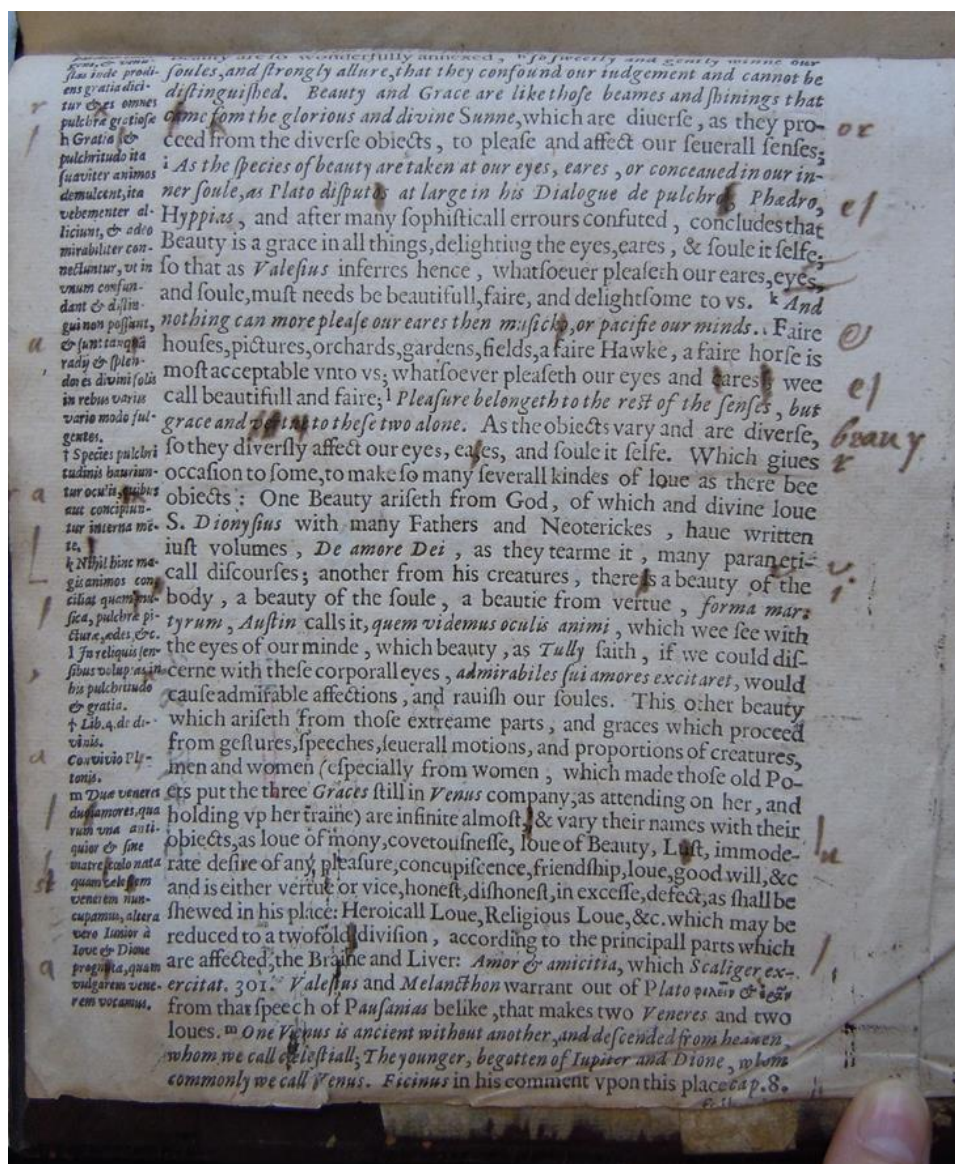 ſoules,and ſtrongly allure,that they confound our iudgement and cannot be
diſtinguiſhed. Beauty and Grace are like thoſe beames and ſhinings that
came fom the glorious and divine Sunne,which are diuerſe, as they pro-
ceed from the diverſe obiects, to pleaſe and affect our ſeuerall ſenſes;
i As the ſpecies of beauty are taken at our eyes, eares, or conceaued in our in-
ner ſoule,as Plato diſputes at large in his Dialogue de pulchro, Phædro,
Hyppias, and after many ſophiſticall errours confuted, concludes that
Beauty is a grace in all things,delighting the eyes,eares, & ſoule it ſelfe;
ſo that as Valeſius inferres hence, whatſoeuer pleaſeth our eares,eyes,
and ſoule,muſt needs be beautifull,faire, and delightſome to vs. k And
nothing can more pleaſe our eares then muſicke,or pacifie our minds. Faire
houſes,pictures,orchards,gardens,fields,a faire Hawke, a faire horſe is
moſt acceptable vnto vs; whatſoever pleaſeth our eyes and eares, wee
call beautifull and faire; l Pleaſure belongeth to the reſt of the ſenſes, but
grace and to theſe two alone. As the obiects vary and are diverſe,
ſo they diverſly affect our eyes, eases, and ſoule it ſelfe. Which giues
occaſion to ſome,to make ſo many ſeverall kindes of loue as there bee
obiects: One Beauty ariſeth from God, of which and divine loue
S. Dionyſius with many Fathers and Neoterickes, haue written
iuſt volumes, De amore Dei, as they tearme it, many paraneti-
call diſcourſes; another from his creatures, there is a beauty of the
body, a beauty of the ſoule, a beautie from vertue, forma mar-
tyrum, Auſtin calls it, quem videmus oculis animi, which wee ſee with
the eyes of our minde, which beauty, as Tully ſaith, if we could diſ-
cerne with theſe corporall eyes, admirabiles ſui amores excitaret, would
cauſe admirable affections, and rauiſh our ſoules. This other beauty
which ariſeth from thoſe extreame parts, and graces which proceed
from geſtures,ſpeeches,ſeuerall motions, and proportions of creatures,
men and women (eſpecially from women, which made thoſe old Po-
ets put the three Graces ſtill in Venus company,as attending on her, and
holding vp her traine) are infinite almoſt, & vary their names with their
obiects,as loue of mony,covetouſneſſe, loue of Beauty, Luſt, immode-
rate deſire of any pleaſure,concupiſcence,friendſhip,loue,good will,&c
and is either vertue or vice,honeſt,diſhoneſt,in exceſſe,defect,as ſhall be
ſhewed in his place: Heroicall Loue,Religious Loue,&c.which may be
reduced to a twofold diviſion, according to the principall parts which
are affected,the Braine and Liver: Amor & amicitia, which Scaliger,ex-
ercitat. 301. Valeſius and Melancthon warrant out of Plato φιλεῖν & ἐρᾶν
from that ſpeech of Pauſanias belike,that makes two Veneres and two
loues. m One Venus is ancient without another,and deſcended from heauen,
whom we call celeſtiall; The younger, begotten of Iupiter and Dione, whom
commonly we call Venus. Ficinus in his comment vpon this place cap.8.
ſtas inde prodi-
ens gratia dici-
tur & es omnes
pulchræ gratioſæ
h Gratia &
pulchritudo ita
ſuaviter animos
demulcent,ita
vehementer al-
liciunt, & adeo
mirabiliter con-
nectuntur, vt in
vnum confun-
dant & diſtin-
gui non poſſunt,
& ſunt tanquā
radij & ſplen-
dores divini ſolis
in rebus varijs
vario modo ful-
gentes.
† Species pulchri
tudinis hauriun-
tur oculis,quibus
aut concipiun-
tur interna mē-
te.
k Nihil hinc ma-
gis animos con
ciliat quam mu-
ſica, pulchræ pi-
cturæ,ædes,&c.
l In reliquis ſen-
ſibus voluptas,in
his pulchritudo
& gratia.
† Lib.4.de di-
vinis.
Convivio Pla-
tonis.
m Duæ veneres
duo amores,qua
rum vna anti-
quior & ſine
matre,cælo nata
quam cæleſtem
venerem nun-
cupamus, altera
vero Iunior à
Iove & Dione
prognata,quam
vulgarem vene-
rem vocamus.
or
e/
e/
beauy
r
v
i
u
r
a
a
a
a